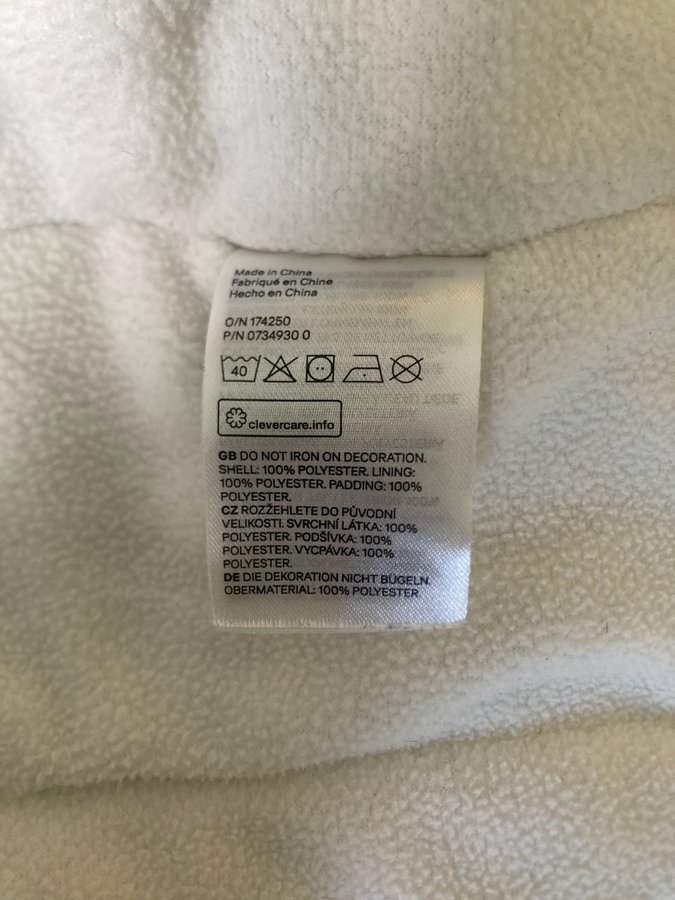 Made in China
Fabriqué en Chine
Hecho en China
O/N 174250
P/N 0734930 0
40
clevercare.info
GB DO NOT IRON ON DECORATION.
SHELL: 100% POLYESTER. LINING:
100% POLYESTER. PADDING: 100%
POLYESTER.
CZ ROZŽEHLETE DO PŮVODNÍ
VELIKOSTI. SVRCHNÍ LÁTKA: 100%
POLYESTER. PODŠÍVKA: 100%
POLYESTER. VYCPÁVKA: 100%
POLYESTER.
DE DIE DEKORATION NICHT BÜGELN.
OBERMATERIAL: 100% POLYESTER.